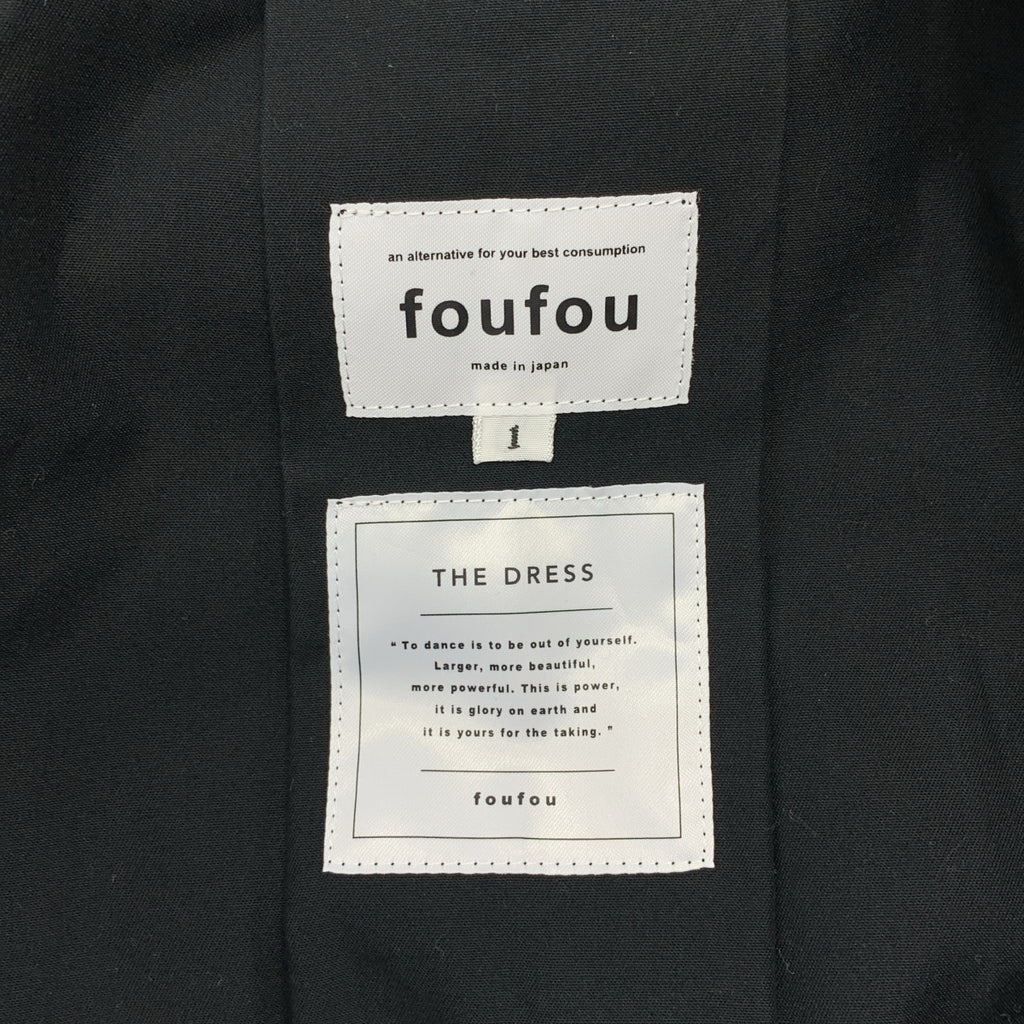 an alternative for your best consumption
foufou
made in japan
1
THE DRESS
“ To dance is to be out of yourself.
Larger, more beautiful,
more powerful. This is power,
it is glory on earth and
it is yours for the taking. ”
foufou